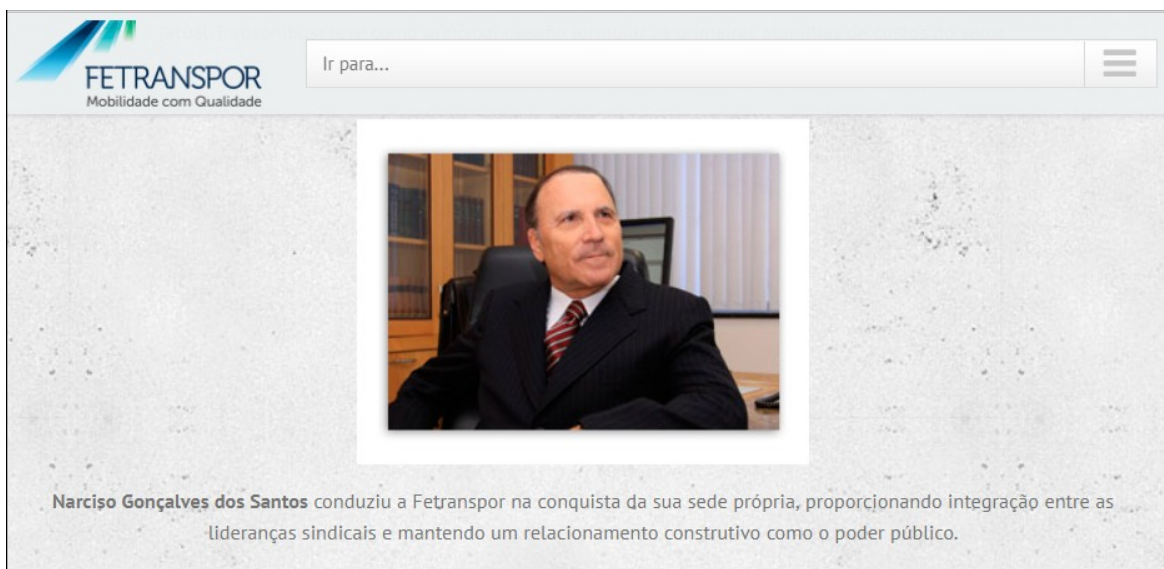 FETRANSPOR
Mobilidade com Qualidade
Ir para...
Narciso Gonçalves dos Santos conduziu a Fetranspor na conquista da sua sede própria, proporcionando integração entre as
lideranças sindicais e mantendo um relacionamento construtivo como o poder público.